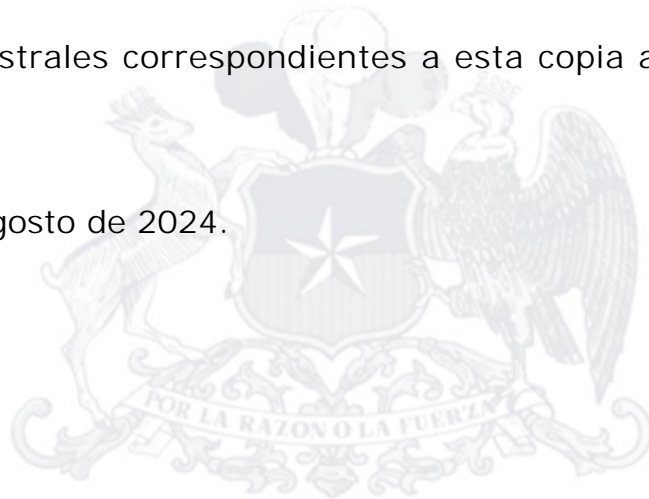 strales correspondientes a esta copia a
gosto de 2024.
POR LA RAZON O LA FUERZA